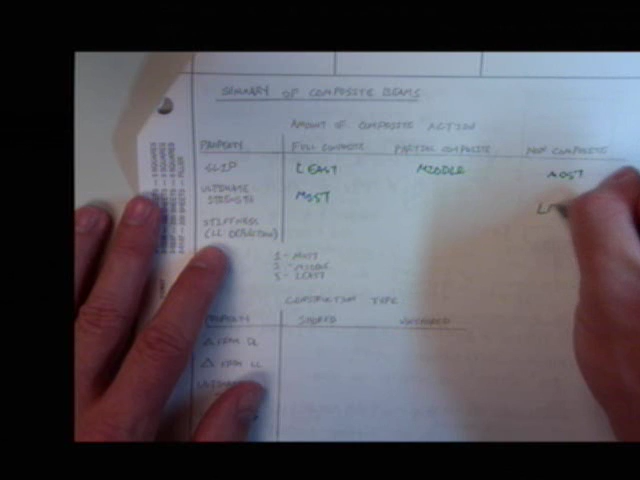 SUMMARY OF COMPOSITE BEAMS
AMOUNT OF COMPOSITE ACTION
PROPERTY FULL COMPOSITE PARTIAL COMPOSITE NON COMPOSITE
SLIP LEAST MIDDLE MOST
ULTIMATE STRENGTH MOST
STIFFNESS
(LL DEFLECTION)
1 - MOST
2 - MIDDLE
3 - LEAST
CONSTRUCTION TYPE
PROPERTY SHORED UNSHORED
Δ FROM DL
Δ FROM LL